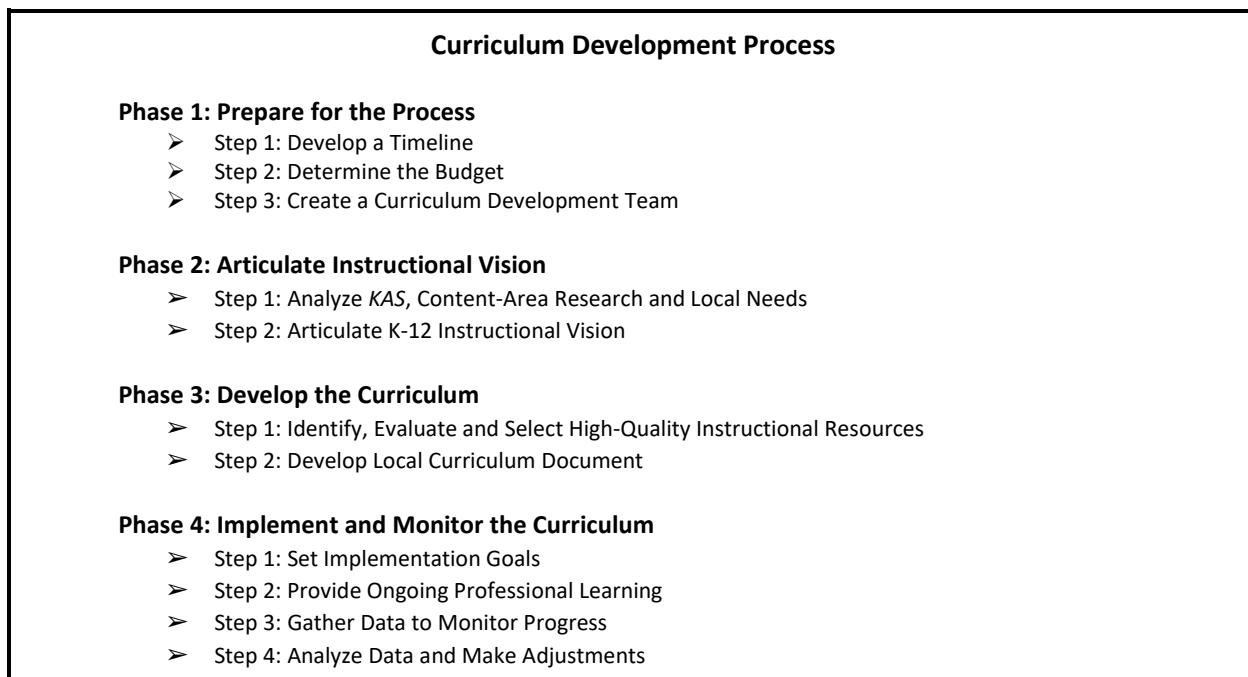 Curriculum Development Process
Phase 1: Prepare for the Process
➢ Step 1: Develop a Timeline
➢ Step 2: Determine the Budget
➢ Step 3: Create a Curriculum Development Team
Phase 2: Articulate Instructional Vision
➢ Step 1: Analyze KAS, Content-Area Research and Local Needs
➢ Step 2: Articulate K-12 Instructional Vision
Phase 3: Develop the Curriculum
➢ Step 1: Identify, Evaluate and Select High-Quality Instructional Resources
➢ Step 2: Develop Local Curriculum Document
Phase 4: Implement and Monitor the Curriculum
➢ Step 1: Set Implementation Goals
➢ Step 2: Provide Ongoing Professional Learning
➢ Step 3: Gather Data to Monitor Progress
➢ Step 4: Analyze Data and Make Adjustments